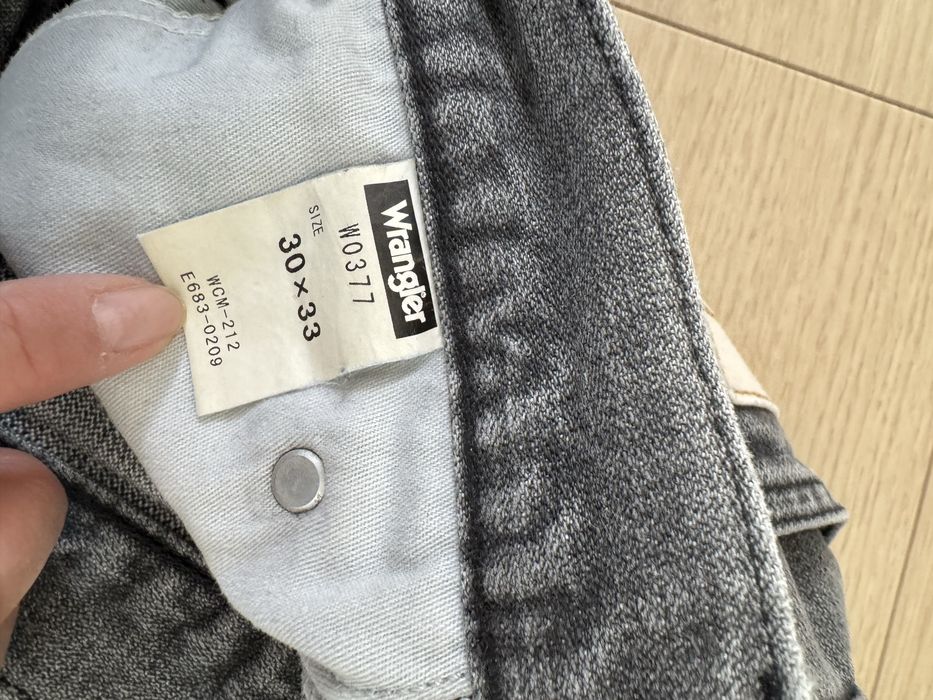 Wrangler
W0377
SIZE
30×33
WCM-212
E683-0209